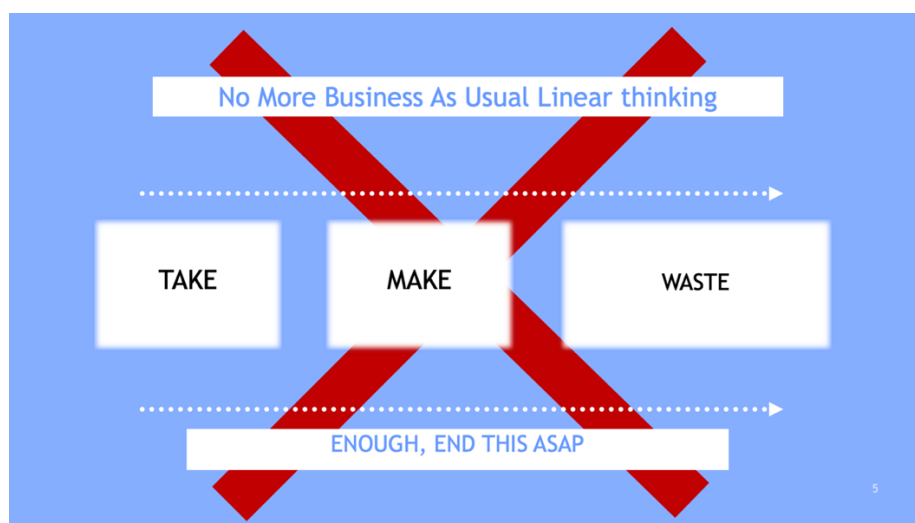 No More Business As Usual Linear thinking
TAKE
MAKE
WASTE
ENOUGH, END THIS ASAP
5